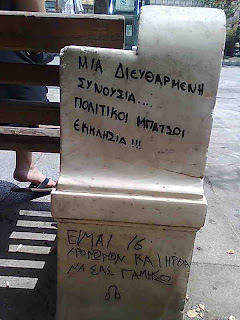 ΜΙΑ ΔΙΕΥΘΑΡΜΕΝΗ
ΣΥΝΟΥΣΙΑ....
ΠΟΛΙΤΙΚΟΙ ΜΠΑΤΣΟΙ
ΕΚΚΛΗΣΙΑ !!!
ΕΙΜΑΙ 16
ΧΡΟΝΩΝ ΚΑΙ ΗΡΘΑ
ΝΑ ΣΑΣ ΓΑΜΗΣΩ